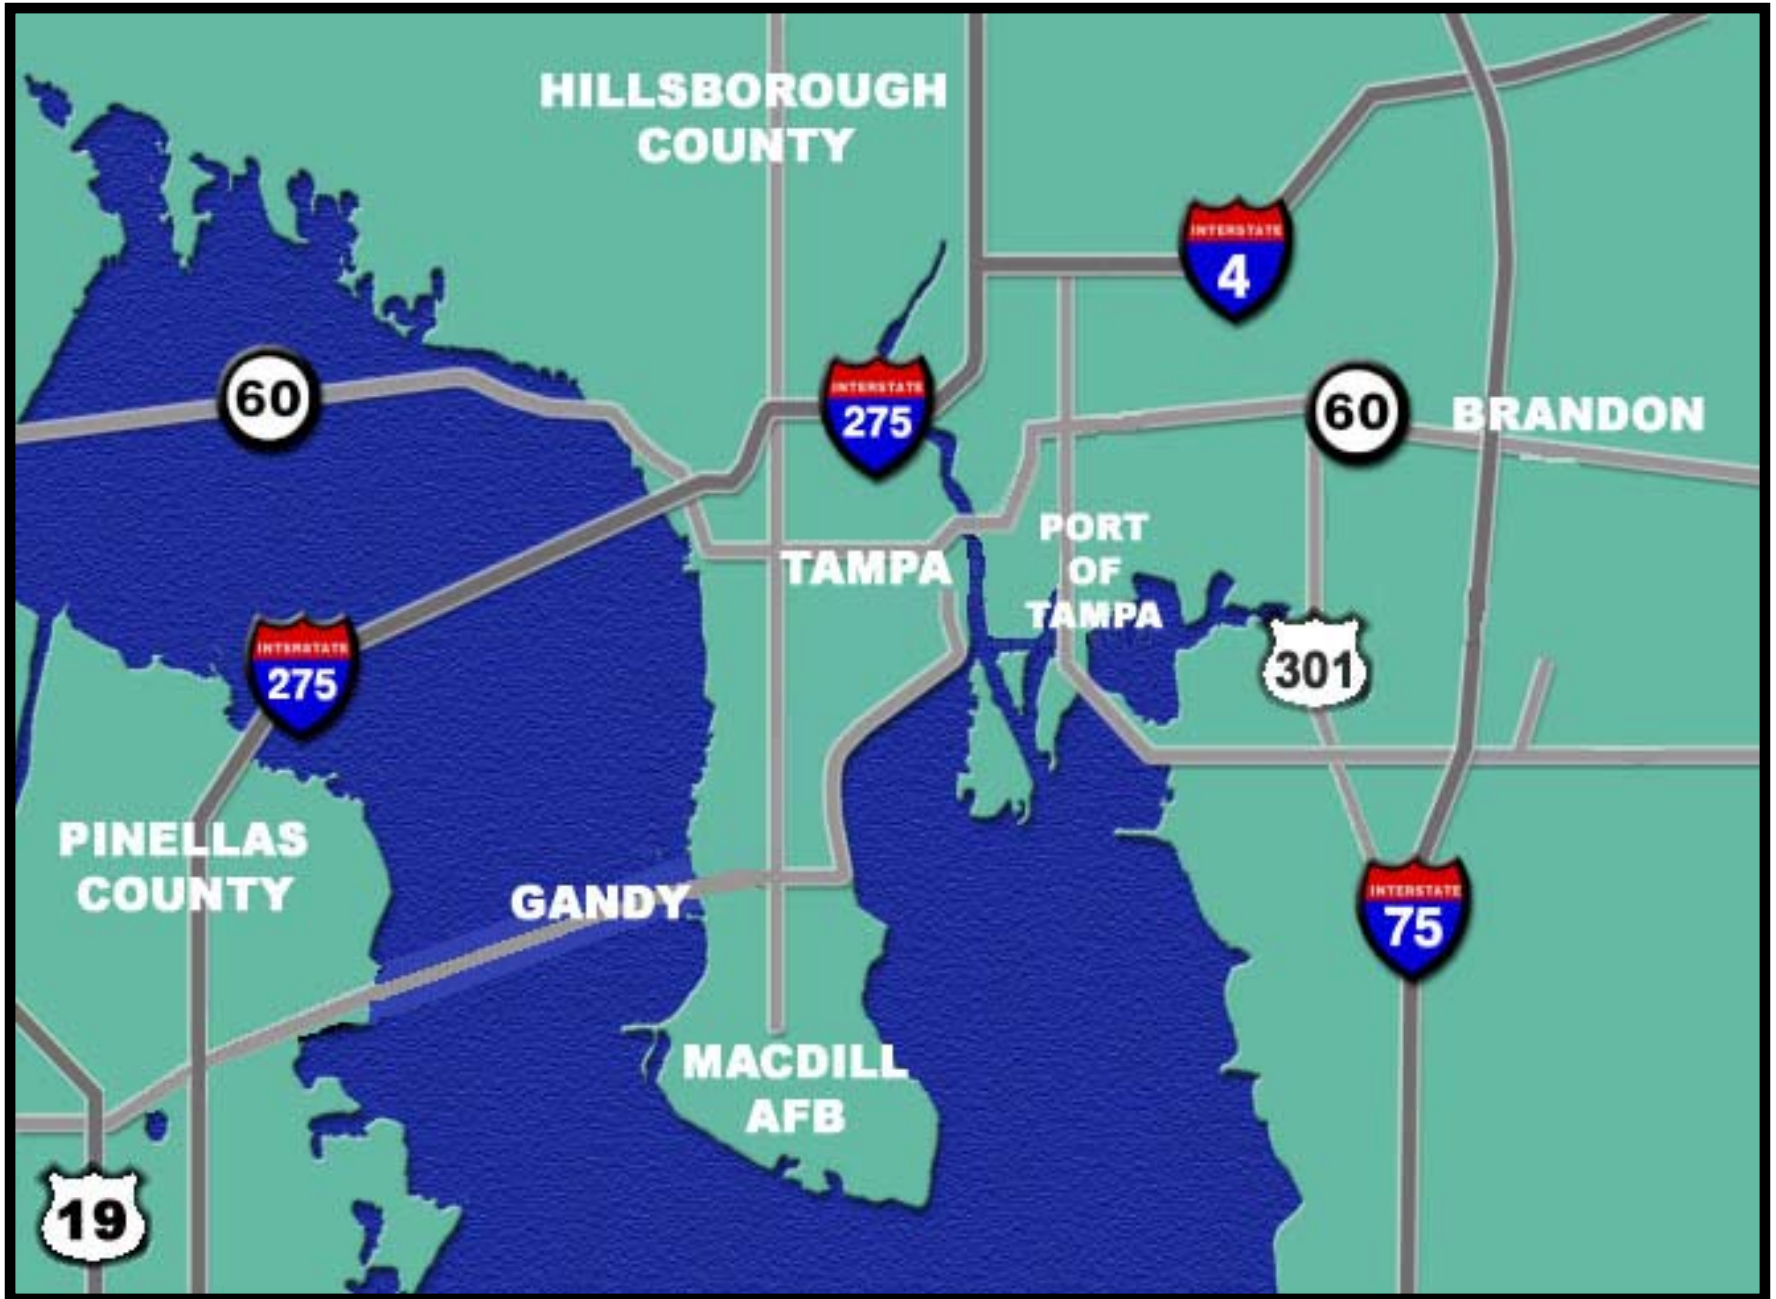 HILLSBOROUGH
COUNTY
INTERSTATE
4
60
INTERSTATE
275
60
BRANDON
PORT
OF
TAMPA
TAMPA
INTERSTATE
275
301
PINELLAS
COUNTY
GANDY
INTERSTATE
75
MACDILL
AFB
19